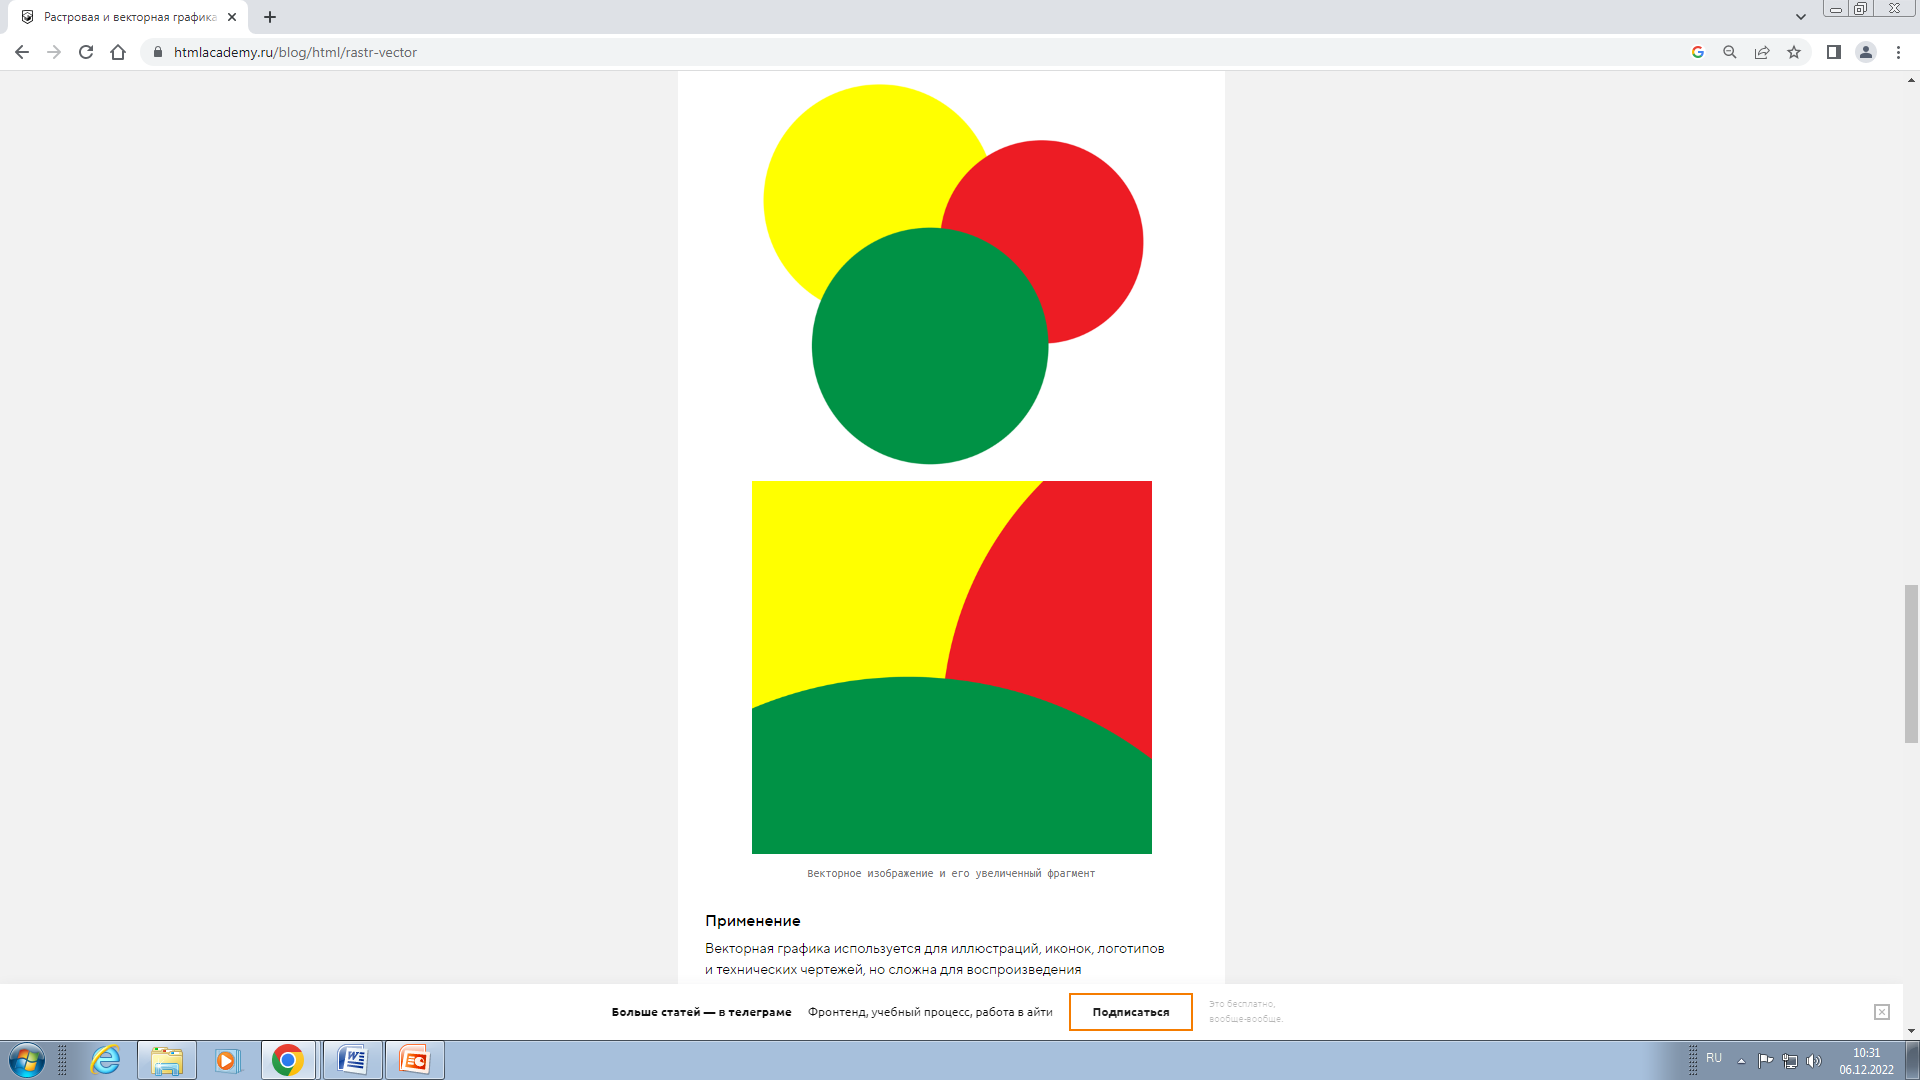 Растровая и векторная графика
htmlacademy.ru/blog/html/rastr-vector
Векторное изображение и его увеличенный фрагмент
Применение
Векторная графика используется для иллюстраций, иконок, логотипов
и технических чертежей, но сложна для воспроизведения
Больше статей — в телеграме Фронтенд, учебный процесс, работа в айти Подписаться
Это бесплатно,
вообще-вообще.
RU
10:31
06.12.2022